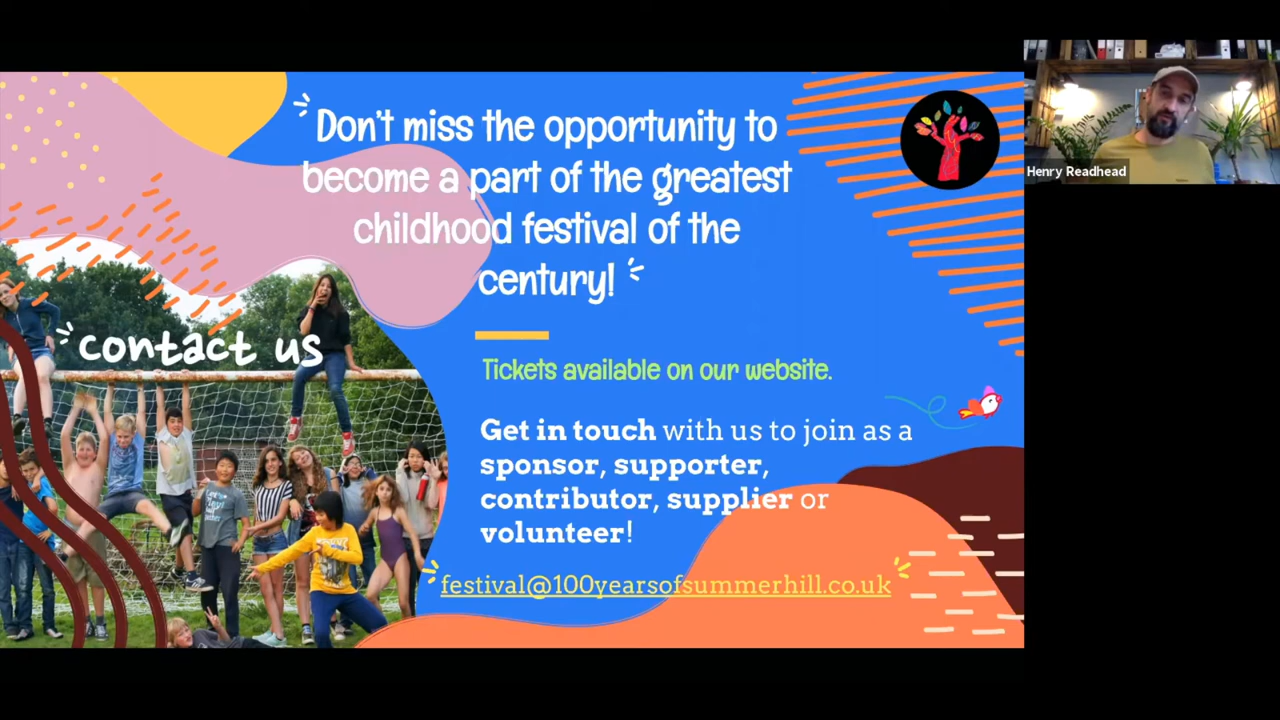 Don't miss the opportunity to
become a part of the greatest
childhood festival of the
century!
contact us
Tickets available on our website.
Get in touch with us to join as a
sponsor, supporter,
contributor, supplier or
volunteer!
festival@100yearsofsummerhill.co.uk
Henry Readhead